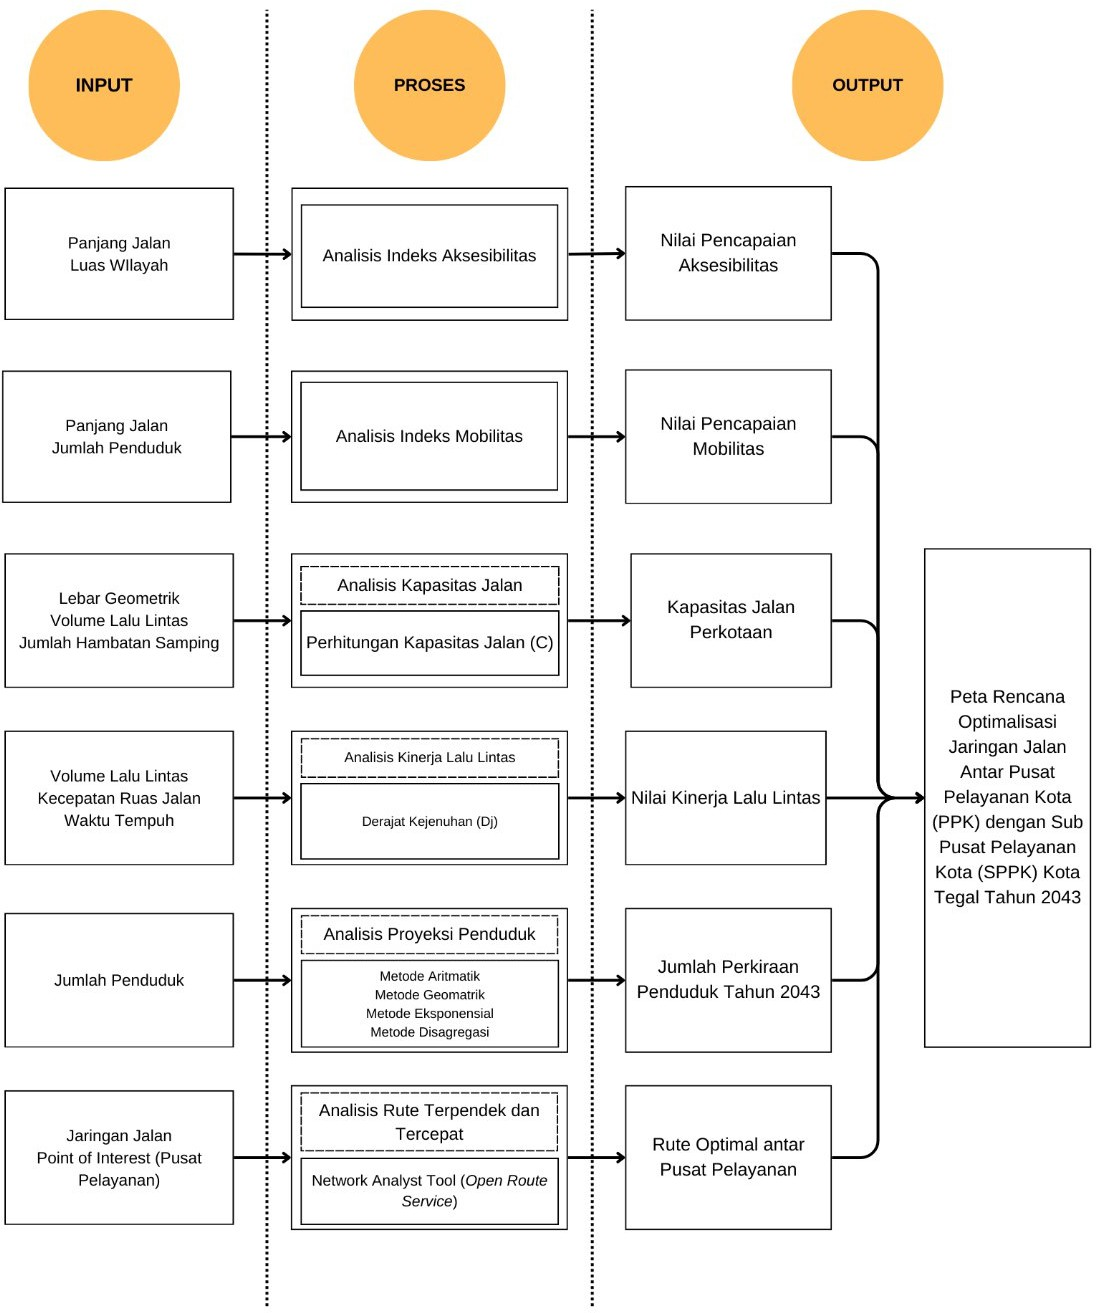 INPUT
PROSES
OUTPUT
Panjang Jalan
Luas WIlayah
Analisis Indeks Aksesibilitas
Nilai Pencapaian
Aksesibilitas
Panjang Jalan
Jumlah Penduduk
Analisis Indeks Mobilitas
Nilai Pencapaian
Mobilitas
Lebar Geometrik
Volume Lalu Lintas
Jumlah Hambatan Samping
Analisis Kapasitas Jalan
Perhitungan Kapasitas Jalan (C)
Kapasitas Jalan
Perkotaan
Volume Lalu Lintas
Kecepatan Ruas Jalan
Waktu Tempuh
Analisis Kinerja Lalu Lintas
Derajat Kejenuhan (Dj)
Nilai Kinerja Lalu Lintas
Jumlah Penduduk
Analisis Proyeksi Penduduk
Metode Aritmatik
Metode Geomatrik
Metode Eksponensial
Metode Disagregasi
Jumlah Perkiraan
Penduduk Tahun 2043
Jaringan Jalan
Point of Interest (Pusat
Pelayanan)
Analisis Rute Terpendek dan
Tercepat
Network Analyst Tool (Open Route
Service)
Rute Optimal antar
Pusat Pelayanan
Peta Rencana
Optimalisasi
Jaringan Jalan
Antar Pusat
Pelayanan Kota
(PPK) dengan Sub
Pusat Pelayanan
Kota (SPPK) Kota
Tegal Tahun 2043